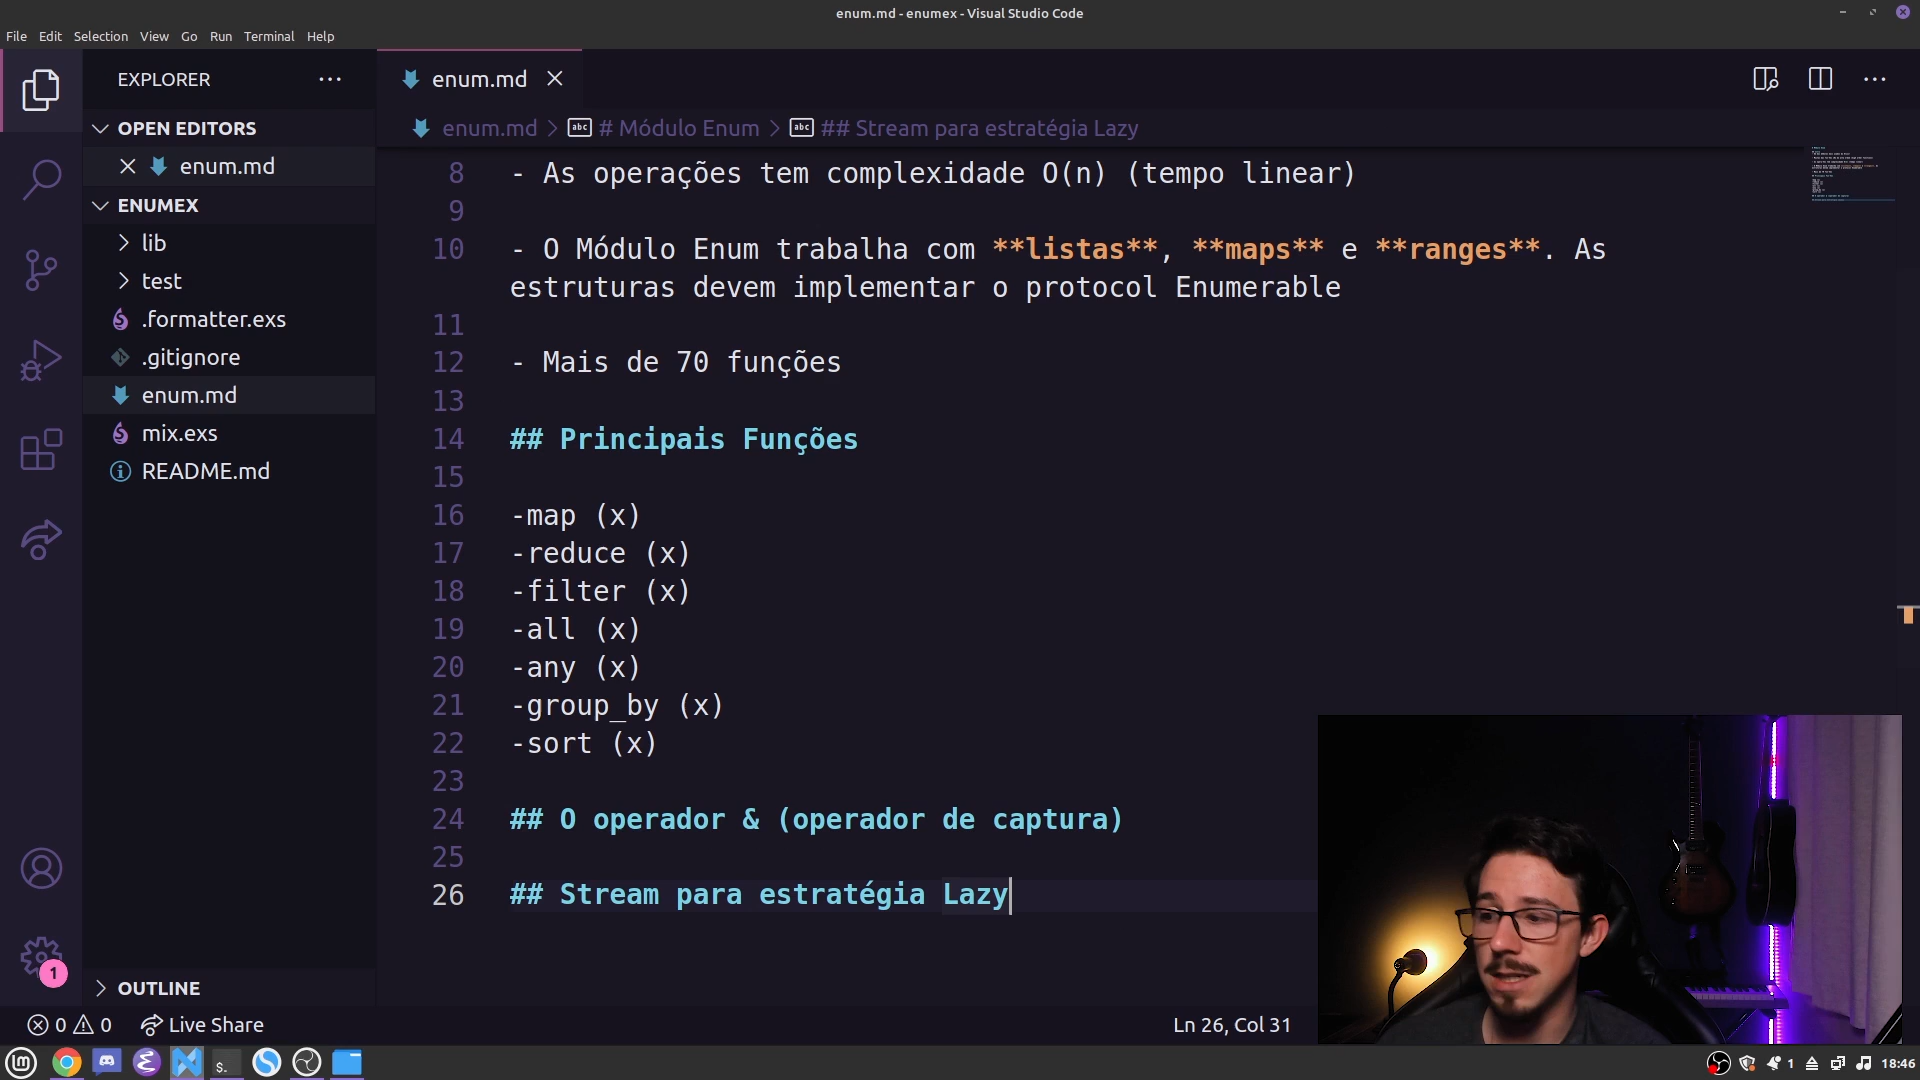 enum.md - enumex - Visual Studio Code
File Edit Selection View Go Run Terminal Help
EXPLORER
enum.md
OPEN EDITORS
enum.md > # Módulo Enum > ## Stream para estratégia Lazy
enum.md
ENUMEX
lib
test
.formatter.exs
.gitignore
enum.md
mix.exs
README.md
8 - As operações tem complexidade O(n) (tempo linear)
9
10 - O Módulo Enum trabalha com **listas**, **maps** e **ranges**. As
estruturas devem implementar o protocol Enumerable
11
12 - Mais de 70 funções
13
14 ## Principais Funções
15
16 -map (x)
17 -reduce (x)
18 -filter (x)
19 -all (x)
20 -any (x)
21 -group_by (x)
22 -sort (x)
23
24 ## O operador & (operador de captura)
25
26 ## Stream para estratégia Lazy
1
OUTLINE
0 0 Live Share
Ln 26, Col 31
1 18:46